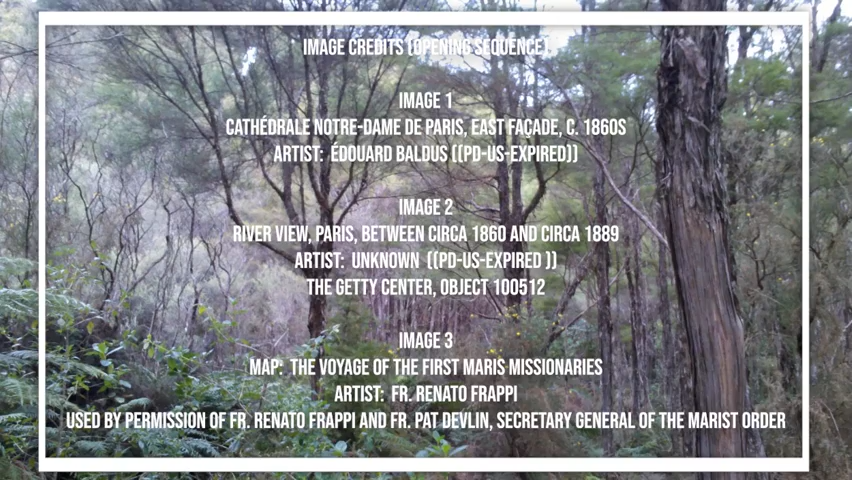 IMAGE CREDITS (OPENING SEQUENCE)
IMAGE 1
CATHÉDRALE NOTRE-DAME DE PARIS, EAST FAÇADE, C. 1860S
ARTIST: ÉDOUARD BALDUS ((PD-US-EXPIRED))
IMAGE 2
RIVER VIEW, PARIS, BETWEEN CIRCA 1860 AND CIRCA 1889
ARTIST: UNKNOWN ((PD-US-EXPIRED ))
THE GETTY CENTER, OBJECT 100512
IMAGE 3
MAP: THE VOYAGE OF THE FIRST MARIS MISSIONARIES
ARTIST: FR. RENATO FRAPPI
USED BY PERMISSION OF FR. RENATO FRAPPI AND FR. PAT DEVLIN, SECRETARY GENERAL OF THE MARIST ORDER